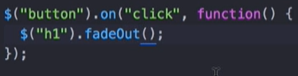 $("button").on("click", function() {
  $("h1").fadeOut();
});